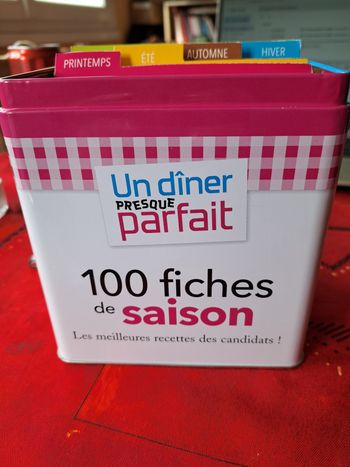 PRINTEMPS
ÉTÉ
AUTOMNE
HIVER
Un dîner
PRESQUE
parfait
100 fiches
de saison
Les meilleures recettes des candidats !